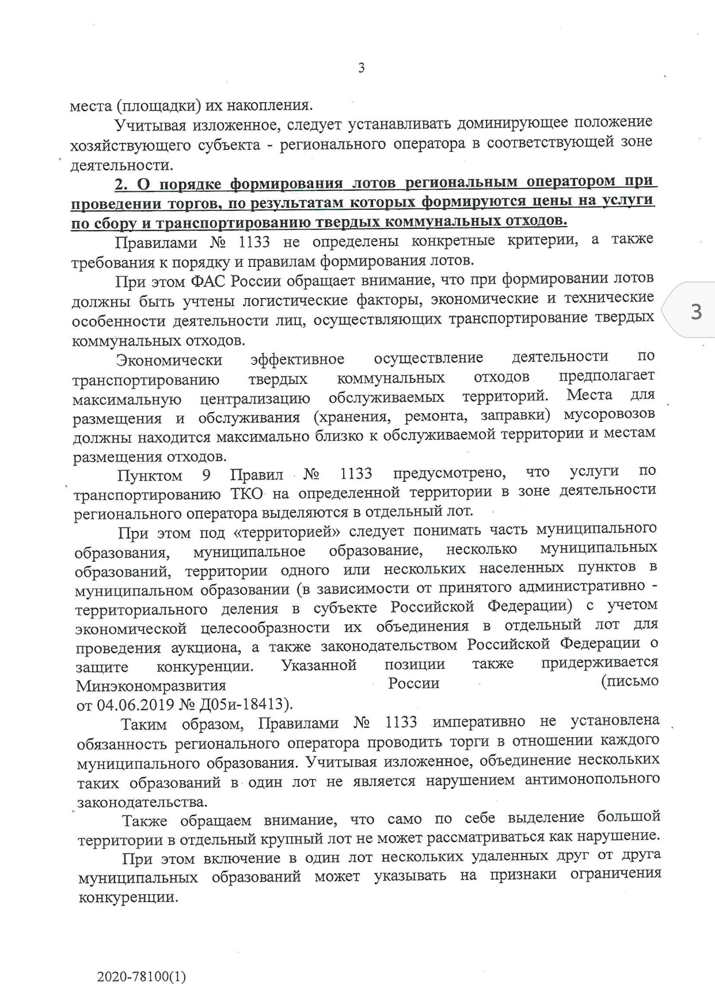 3
места (площадки) их накопления.
Учитывая изложенное, следует устанавливать доминирующее положение
хозяйствующего субъекта - регионального оператора в соответствующей зоне
деятельности.
2. О порядке формирования лотов региональным оператором при
проведении торгов, по результатам которых формируются цены на услуги
по сбору и транспортированию твердых коммунальных отходов.
Правилами № 1133 не определены конкретные критерии, а также
требования к порядку и правилам формирования лотов.
При этом ФАС России обращает внимание, что при формировании лотов
должны быть учтены логистические факторы, экономические и технические
особенности деятельности лиц, осуществляющих транспортирование твердых
коммунальных отходов.
3
Экономически эффективное осуществление деятельности по
транспортированию твердых коммунальных отходов предполагает
максимальную централизацию обслуживаемых территорий. Места для
размещения и обслуживания (хранения, ремонта, заправки) мусоровозов
должны находится максимально близко к обслуживаемой территории и местам
размещения отходов.
Пунктом 9 Правил № 1133 предусмотрено, что услуги по
транспортированию ТКО на определенной территории в зоне деятельности
регионального оператора выделяются в отдельный лот.
При этом под «территорией» следует понимать часть муниципального
образования, муниципальное образование, несколько муниципальных
образований, территории одного или нескольких населенных пунктов в
муниципальном образовании (в зависимости от принятого административно -
территориального деления в субъекте Российской Федерации) с учетом
экономической целесообразности их объединения в отдельный лот для
проведения аукциона, а также законодательством Российской Федерации о
защите конкуренции. Указанной позиции также придерживается
Минэкономразвития России (письмо
от 04.06.2019 № Д05и-18413).
Таким образом, Правилами № 1133 императивно не установлена
обязанность регионального оператора проводить торги в отношении каждого
муниципального образования. Учитывая изложенное, объединение нескольких
таких образований в один лот не является нарушением антимонопольного
законодательства.
Также обращаем внимание, что само по себе выделение большой
территории в отдельный крупный лот не может рассматриваться как нарушение.
При этом включение в один лот нескольких удаленных друг от друга
муниципальных образований может указывать на признаки ограничения
конкуренции.
2020-78100(1)